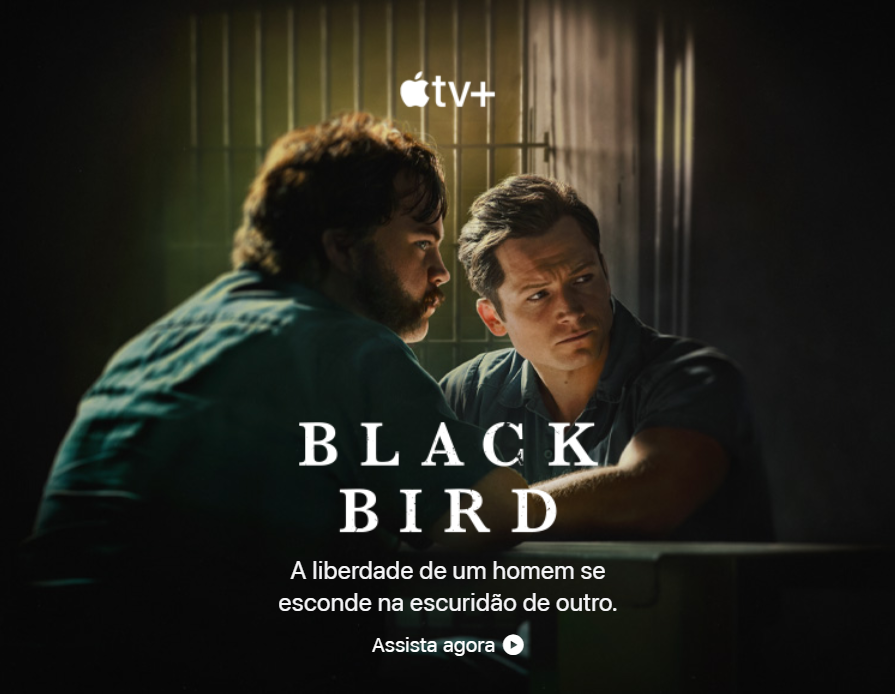 tv+
BLACK
BIRD
A liberdade de um homem se
esconde na escuridão de outro.
Assista agora